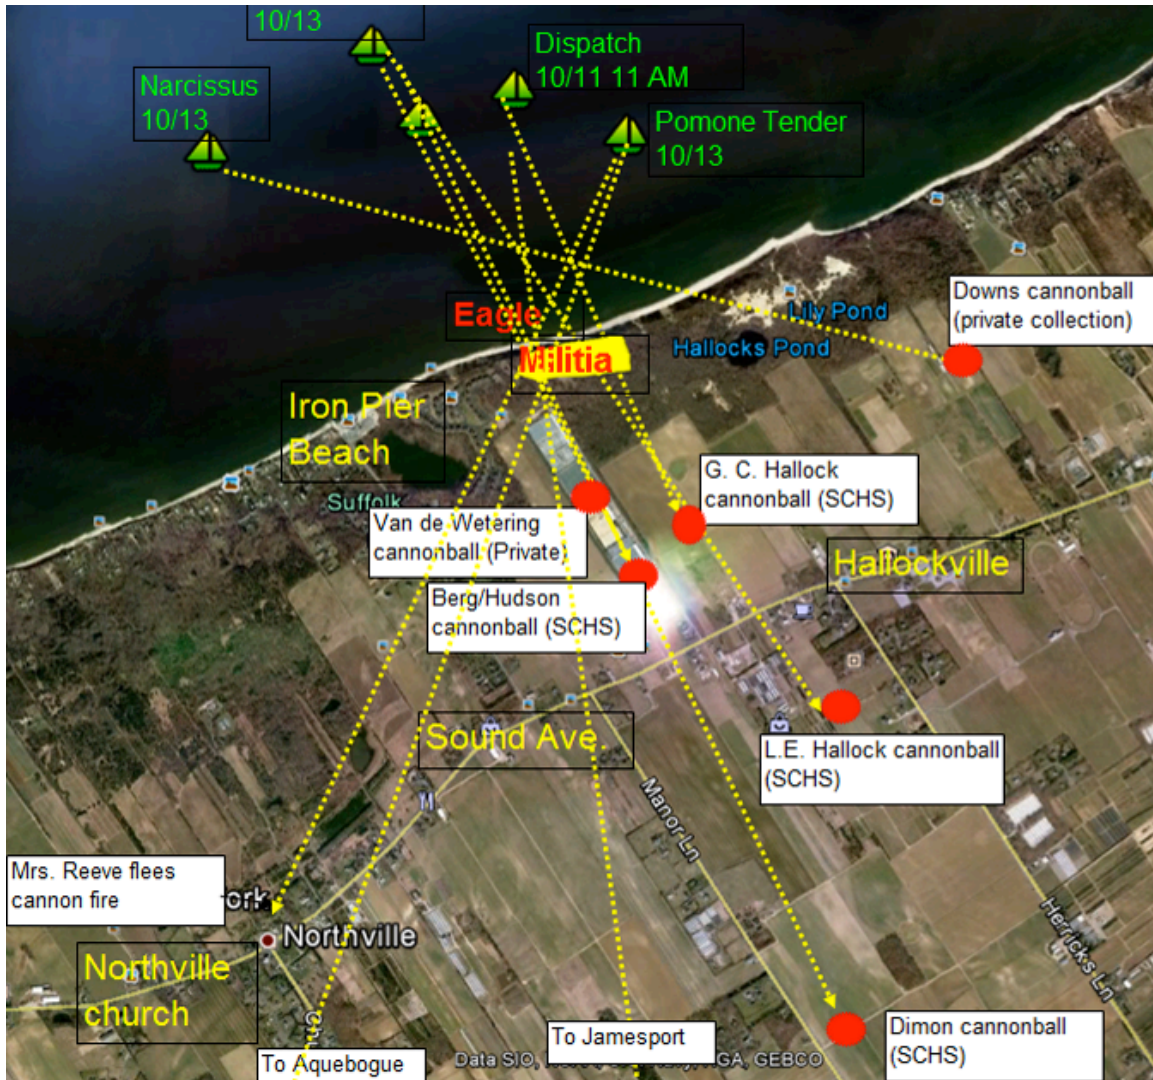 10/13
Dispatch
10/11 11 AM
Narcissus
10/13
Pomone Tender
10/13
Downs cannonball
(private collection)
Lily Pond
Hallocks Pond
Eagle
Militia
Iron Pier
Beach
Suffolk
G. C. Hallock
cannonball (SCHS)
Van de Wetering
cannonball (Private)
Hallockville
Berg/Hudson
cannonball (SCHS)
Sound Ave.
L.E. Hallock cannonball
(SCHS)
Manor Ln
Mrs. Reeve flees
cannon fire
ork
Northville
Herricks Ln
Northville
church
Dimon cannonball
(SCHS)
To Jamesport
To Aquebogue
Data SIO,
GA, GEBCO